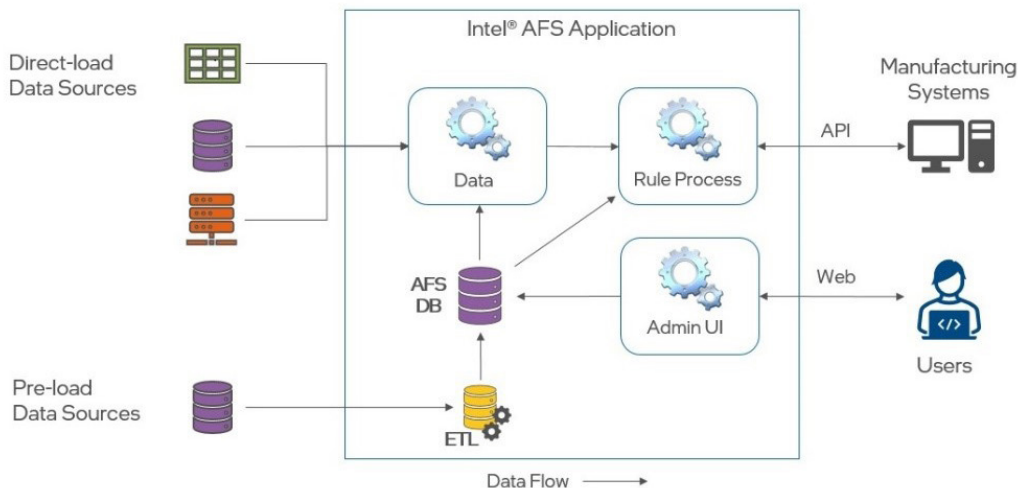 Intel® AFS Application
Direct-load
Data Sources
Manufacturing
Systems
API
Data
Rule Process
AFS
DB
Web
Admin UI
</>
Users
Pre-load
Data Sources
ETL
Data Flow